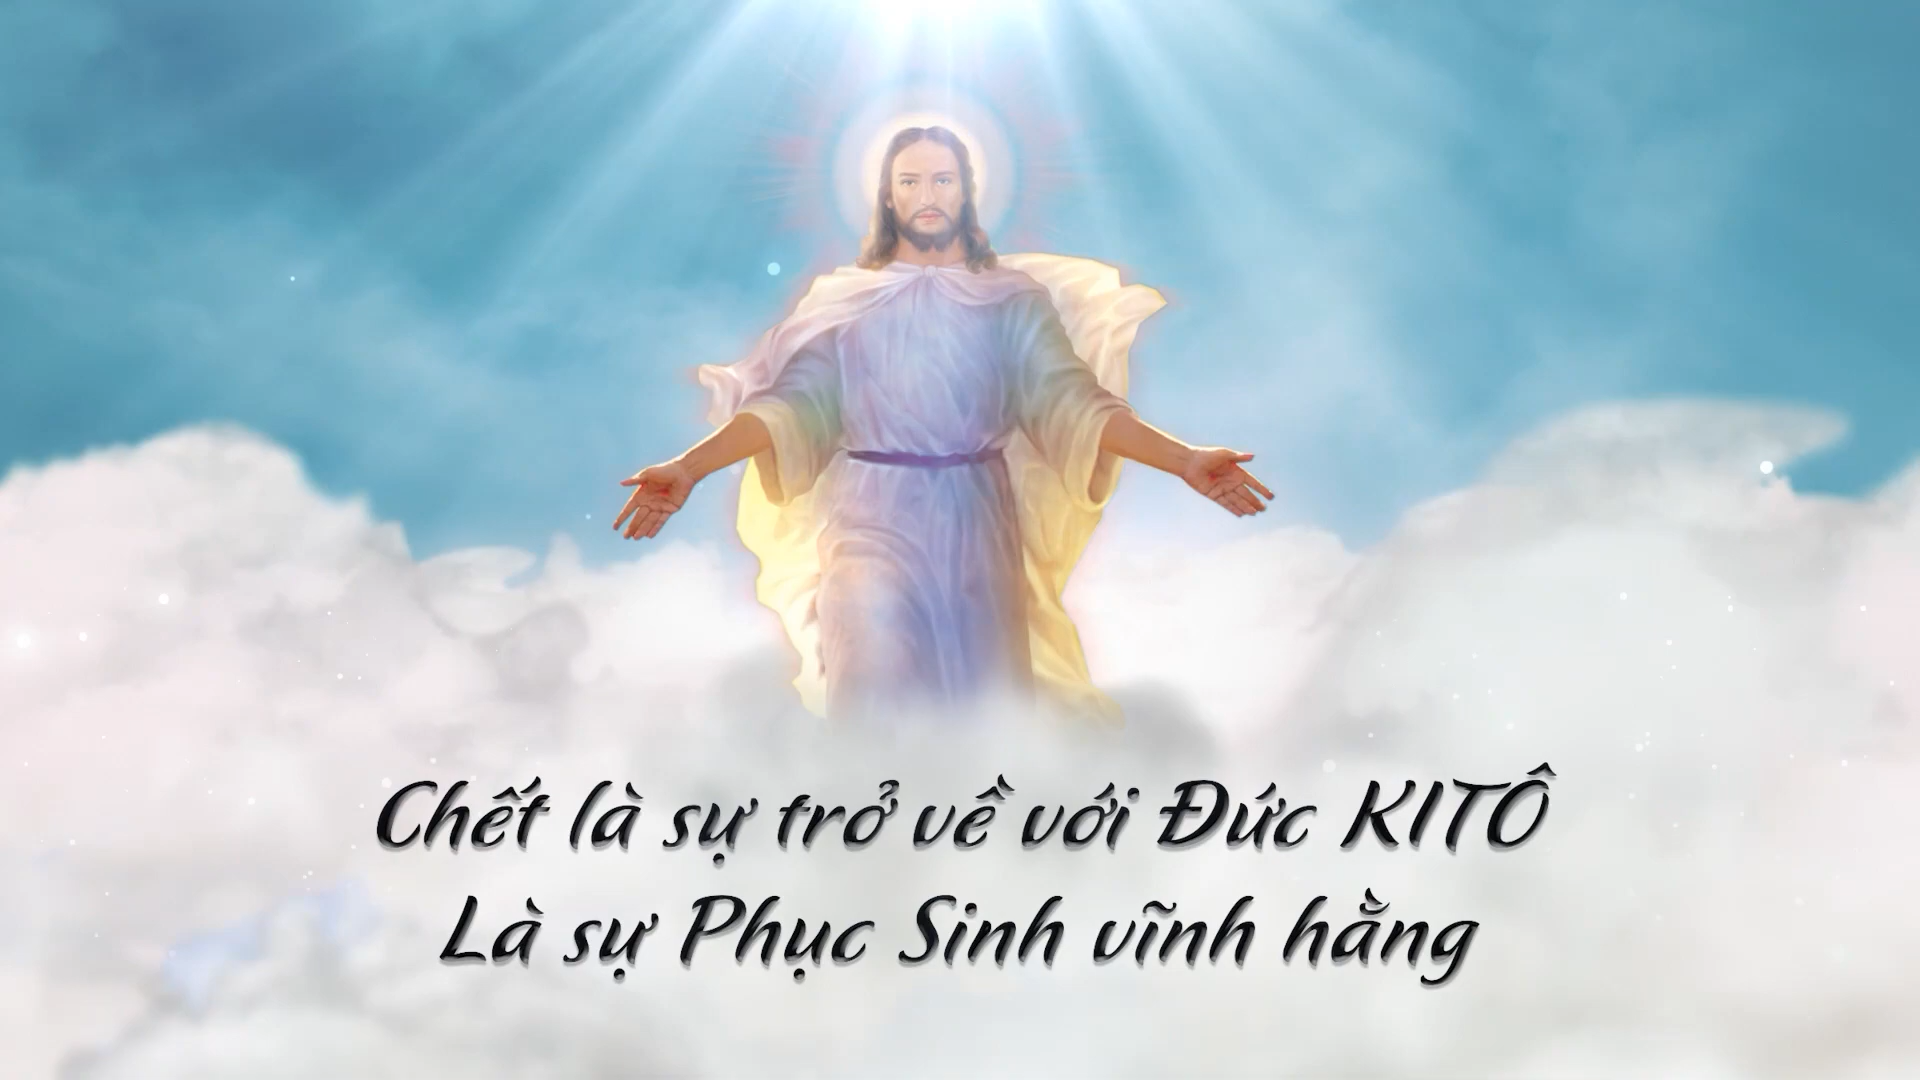 Chết là sự trở về với Đức KITÔ
Là sự Phục Sinh vĩnh hằng